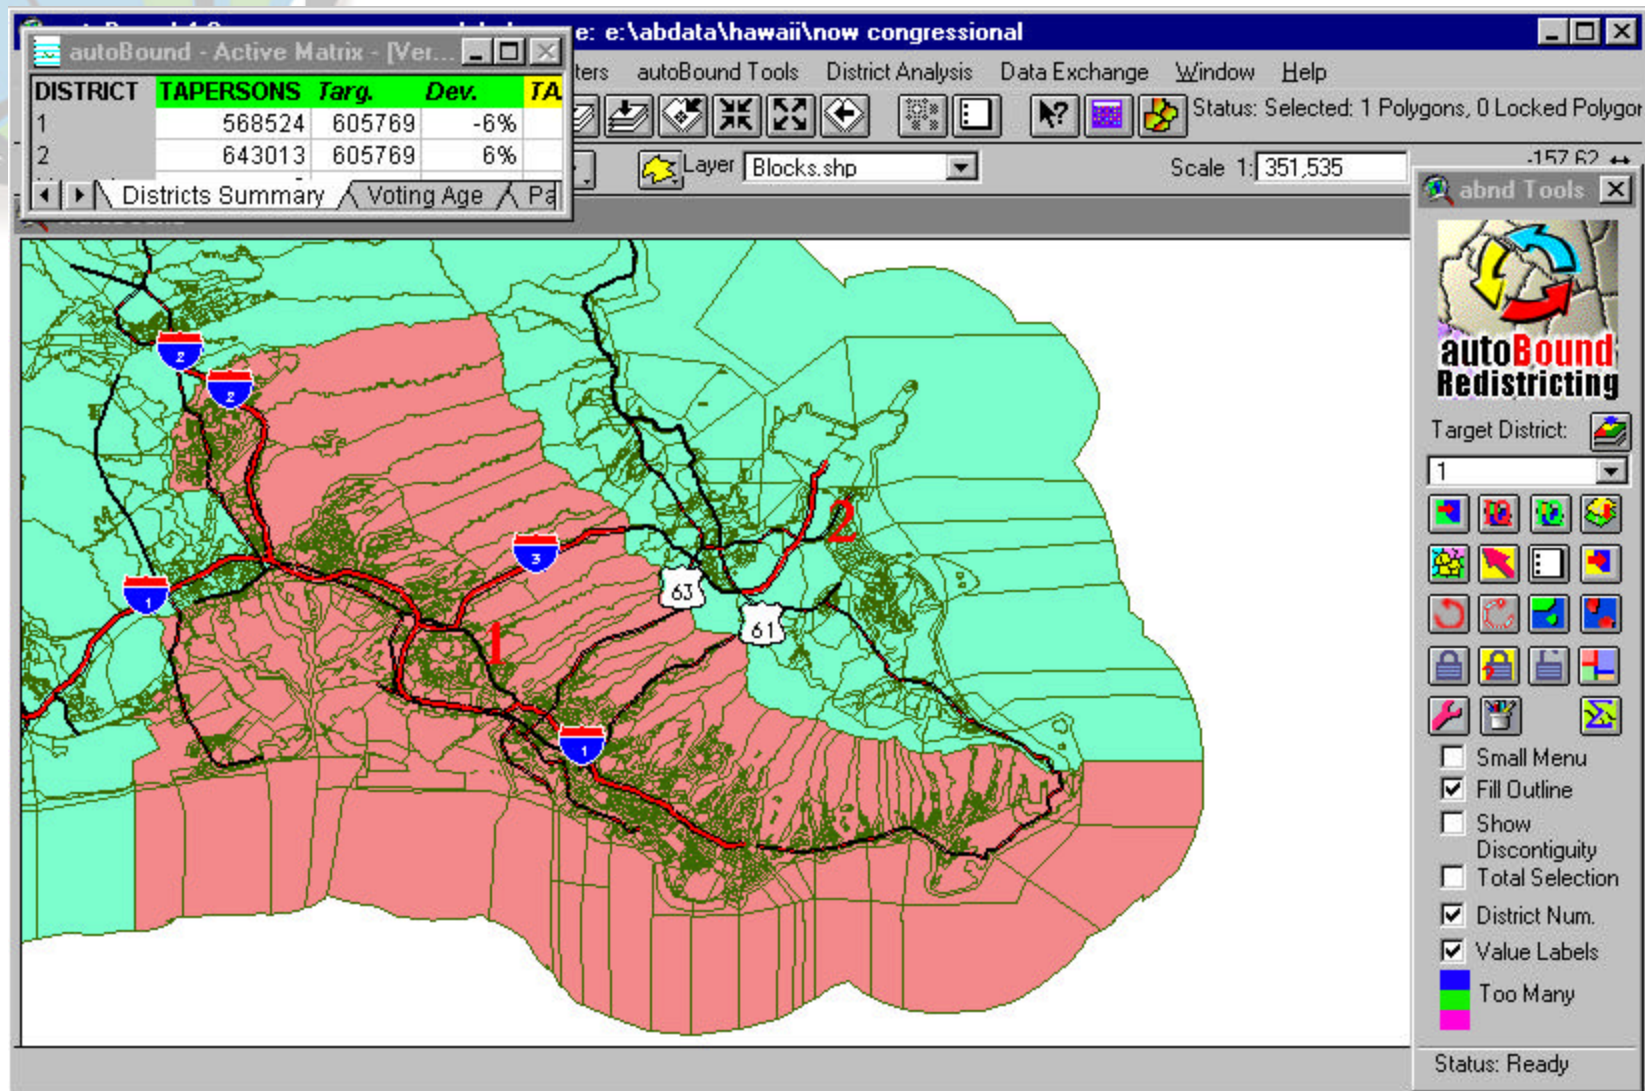 e: e:\abdata\hawaii\now congressional
autoBound - Active Matrix - [Ver...
ters autoBound Tools District Analysis Data Exchange Window Help
DISTRICT TAPERSONS Targ. Dev. TA
1 568524 605769 -6%
2 643013 605769 6%
Districts Summary Voting Age Pa
Status: Selected: 1 Polygons, 0 Locked Polygor
Layer Blocks.shp Scale 1: 351,535 -157.62
abnd Tools
autoBound
Redistricting
Target District:
1
2
2
2
3
1
63
61
1
1
Small Menu
Fill Outline
Show
Discontiguity
Total Selection
District Num.
Value Labels
Too Many
Status: Ready